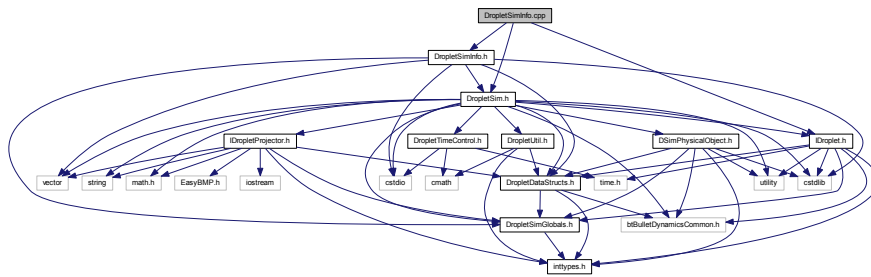 DropletSimInfo.cpp
DropletSimInfo.h
DropletSim.h
IDropletProjector.h
DropletTimeControl.h
DropletUtil.h
DSimPhysicalObject.h
IDroplet.h
vector
string
math.h
EasyBMP.h
iostream
cstdio
cmath
DropletDataStructs.h
time.h
utility
cstdlib
DropletSimGlobals.h
btBulletDynamicsCommon.h
inttypes.h